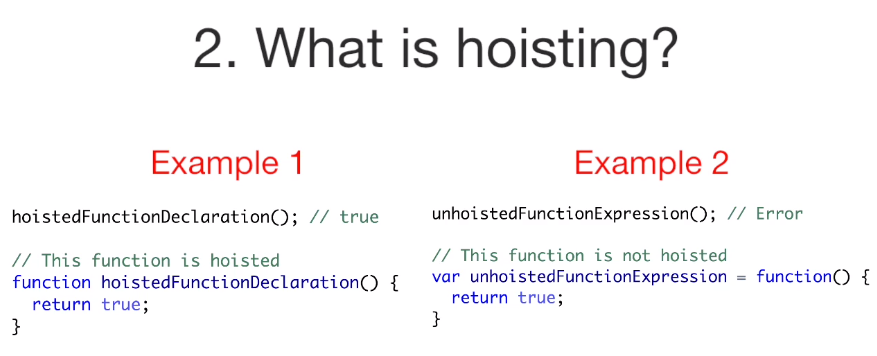 2. What is hoisting?
Example 1
hoistedFunctionDeclaration(); // true
// This function is hoisted
function hoistedFunctionDeclaration() {
  return true;
}
Example 2
unhoistedFunctionExpression(); // Error
// This function is not hoisted
var unhoistedFunctionExpression = function() {
  return true;
}